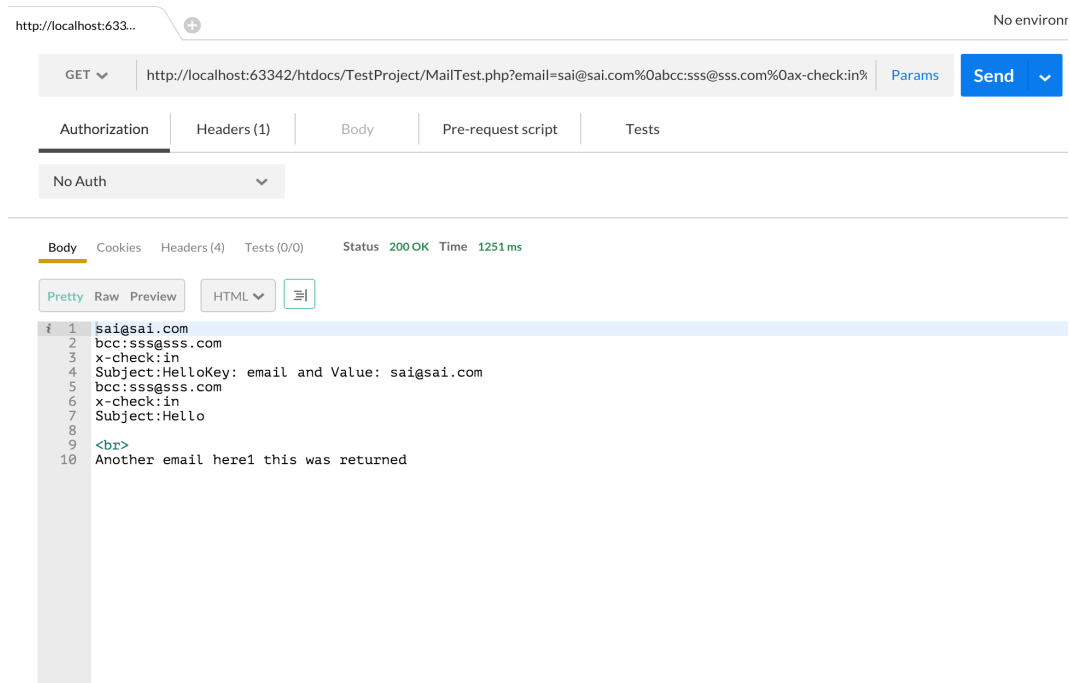 http://localhost:633...
No environ
GET http://localhost:63342/htdocs/TestProject/MailTest.php?email=sai@sai.com%0abcc:sss@sss.com%0ax-check:in% Params Send
Authorization Headers (1) Body Pre-request script Tests
No Auth
Body Cookies Headers (4) Tests (0/0) Status 200 OK Time 1251 ms
Pretty Raw Preview HTML
i 1 sai@sai.com
2 bcc:sss@sss.com
3 x-check:in
4 Subject:HelloKey: email and Value: sai@sai.com
5 bcc:sss@sss.com
6 x-check:in
7 Subject:Hello
8
9 <br>
10 Another email here1 this was returned